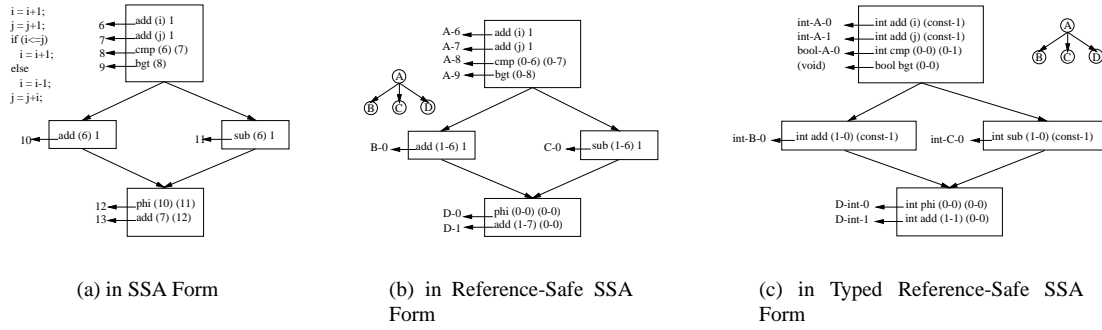 i = i+1;
j = j+1;
if (i<=j)
i = i+1;
else
i = i-1;
j = j+i;
6 add (i) 1
7 add (j) 1
8 cmp (6) (7)
9 bgt (8)
10 add (6) 1
11 sub (6) 1
12 phi (10) (11)
13 add (7) (12)
(a) in SSA Form
A-6 add (i) 1
A-7 add (j) 1
A-8 cmp (0-6) (0-7)
A-9 bgt (0-8)
A
B C D
B-0 add (1-6) 1
C-0 sub (1-6) 1
D-0 phi (0-0) (0-0)
D-1 add (1-7) (0-0)
(b) in Reference-Safe SSA
Form
int-A-0 int add (i) (const-1)
int-A-1 int add (j) (const-1)
bool-A-0 int cmp (0-0) (0-1)
(void) bool bgt (0-0)
A
B C D
int-B-0 int add (1-0) (const-1)
int-C-0 int sub (1-0) (const-1)
D-int-0 int phi (0-0) (0-0)
D-int-1 int add (1-1) (0-0)
(c) in Typed Reference-Safe SSA
Form